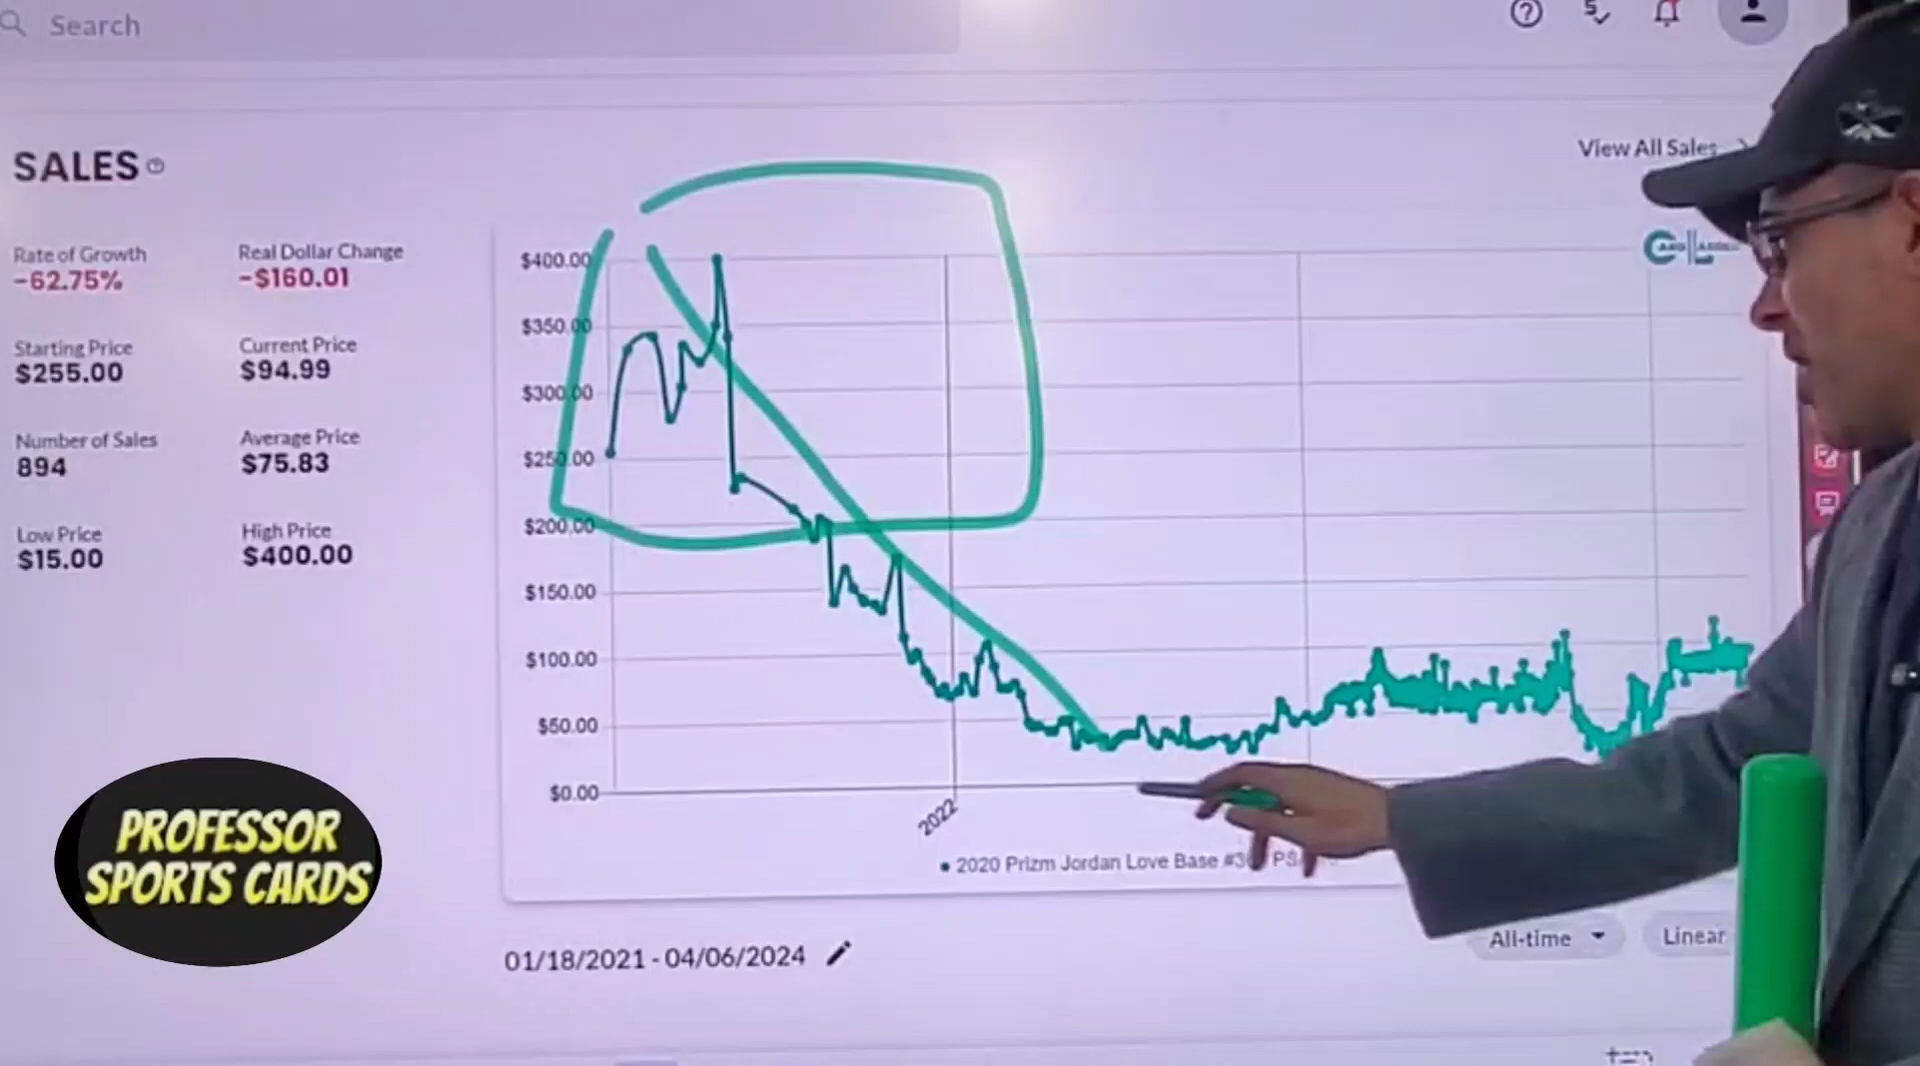 Search
View All Sales
SALES
Rate of Growth
-62.75%
Real Dollar Change
-$160.01
Starting Price
$255.00
Current Price
$94.99
Number of Sales
894
Average Price
$75.83
Low Price
$15.00
High Price
$400.00
$400.00
$350.00
$300.00
$250.00
$200.00
$150.00
$100.00
$50.00
$0.00
2022
2020 Prizm Jordan Love Base
PROFESSOR
SPORTS CARDS
01/18/2021 - 04/06/2024
All-time
Linear